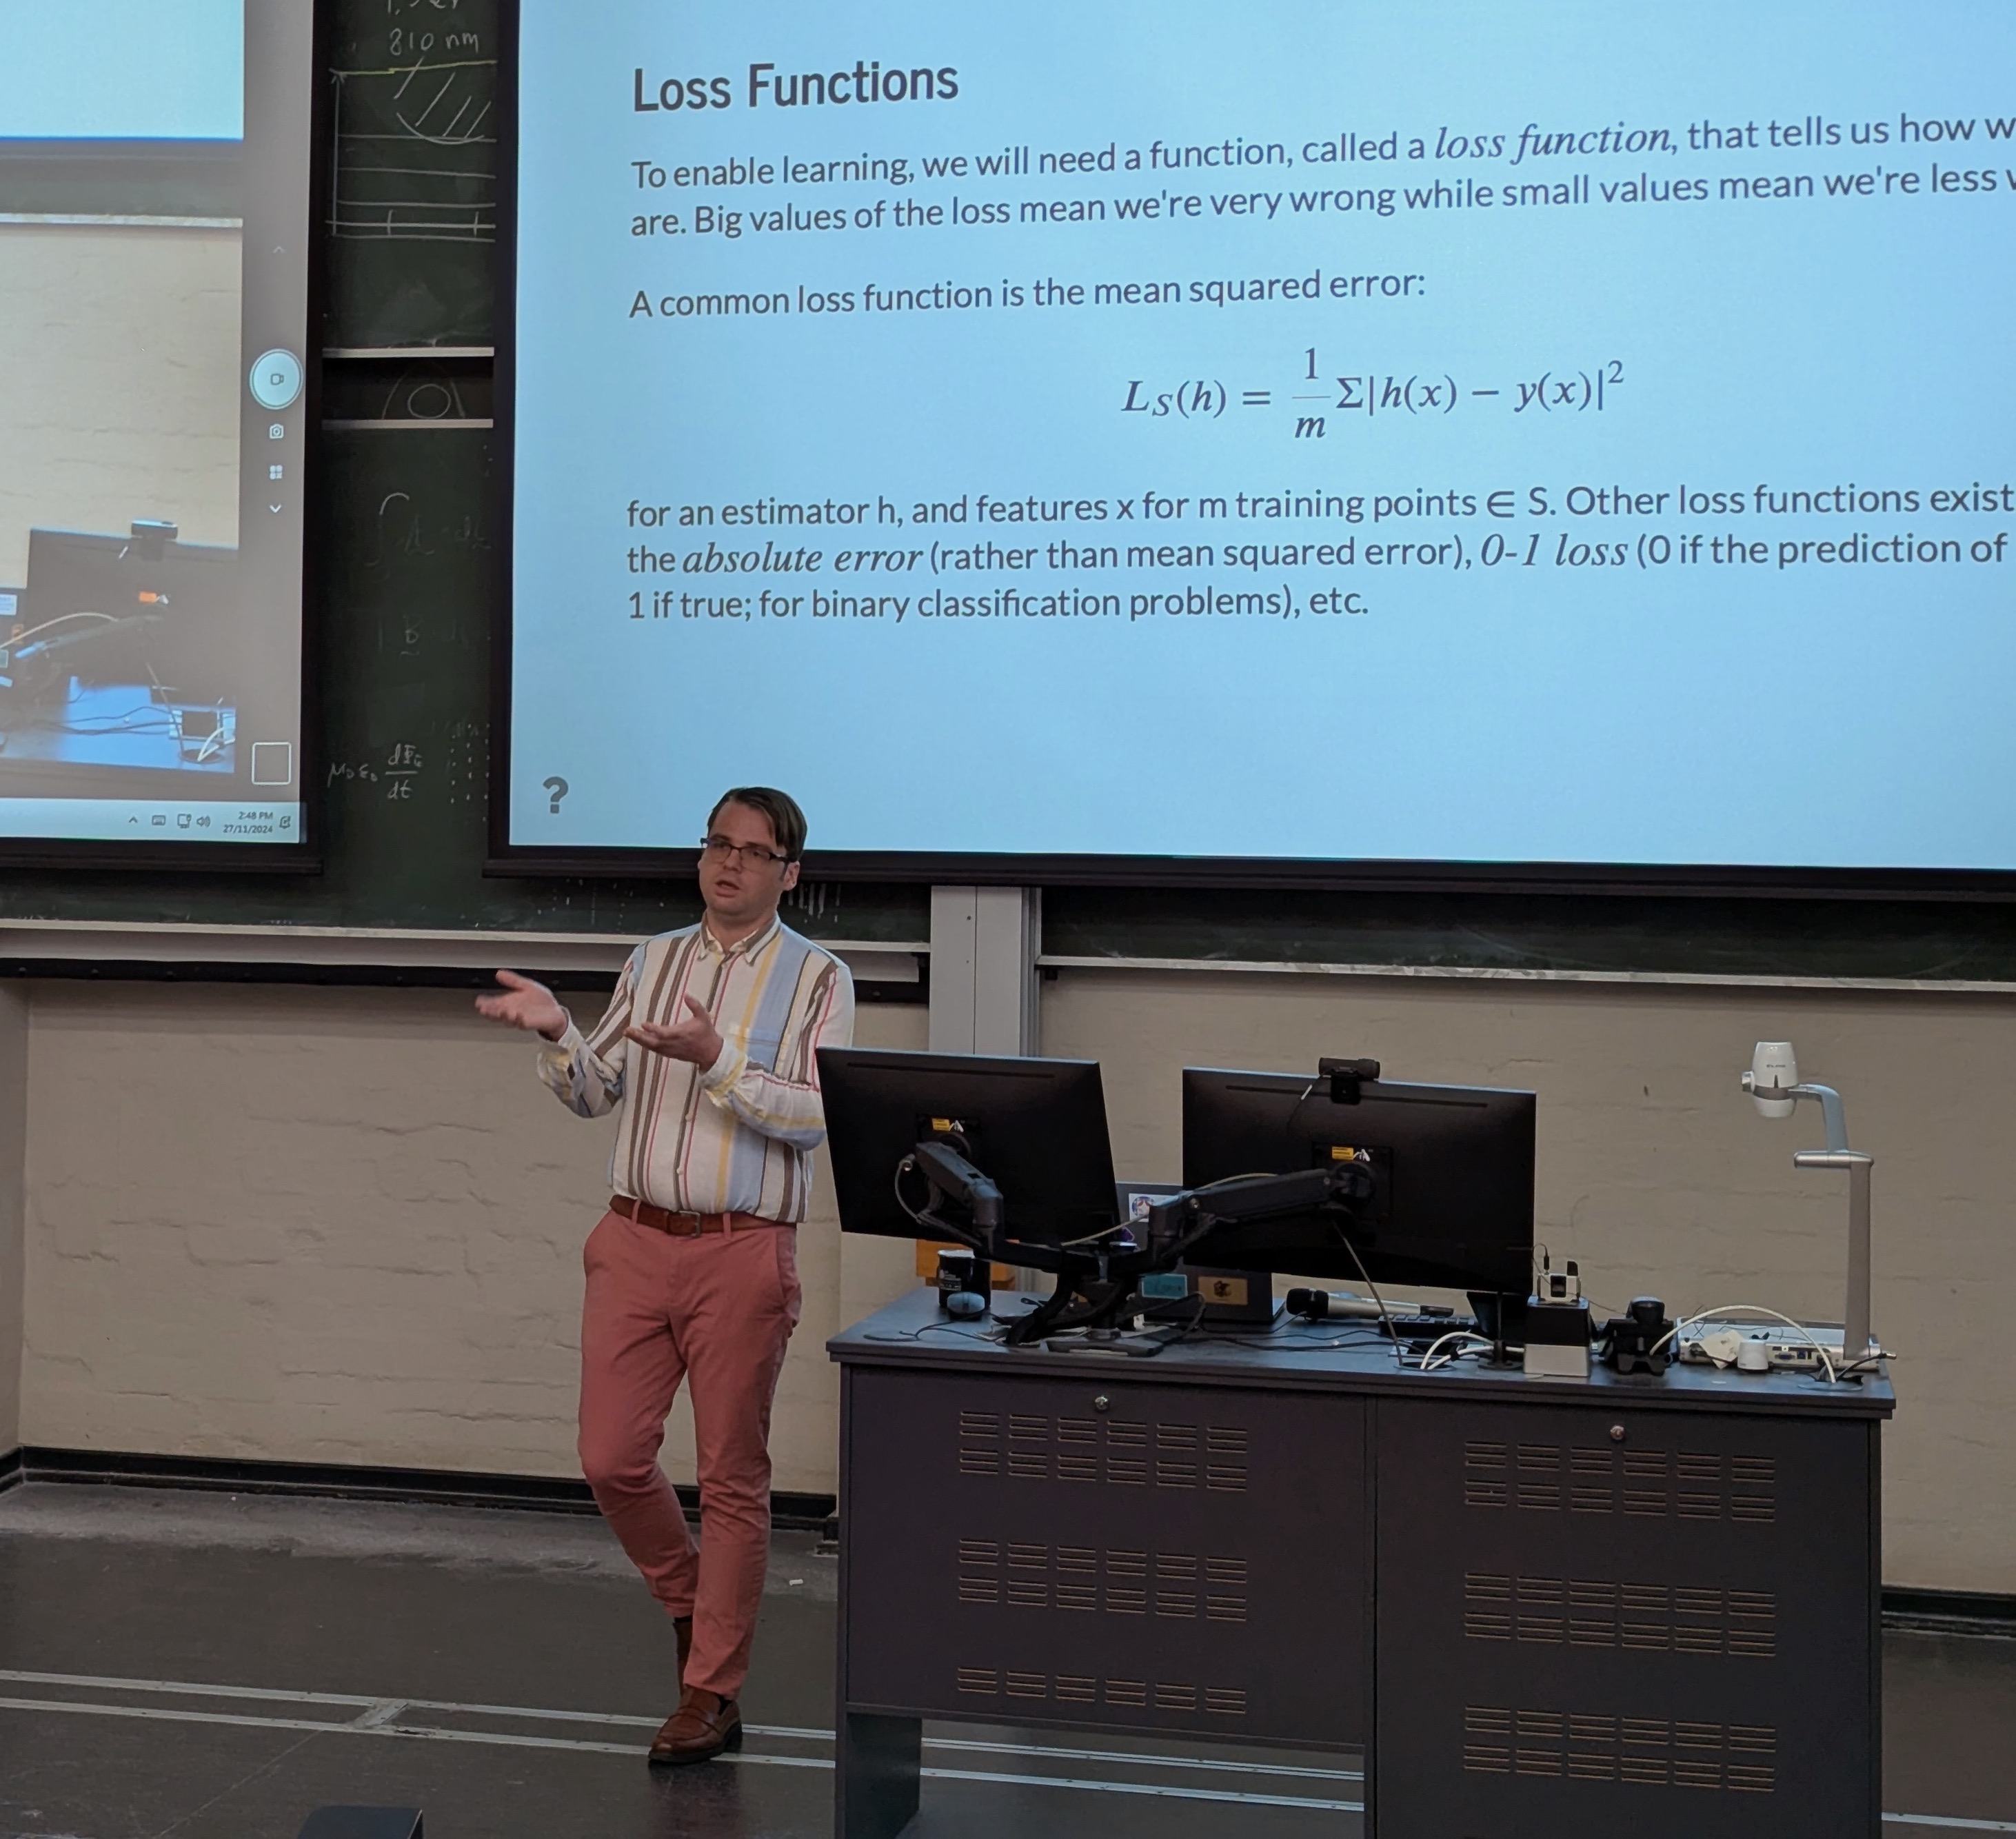 810 nm
Loss Functions
To enable learning, we will need a function, called a loss function, that tells us how
are. Big values of the loss mean we're very wrong while small values mean we're less
A common loss function is the mean squared error:
L_S(h) = \frac{1}{m} Σ|h(x) − y(x)|²
for an estimator h, and features x for m training points ∈ S. Other loss functions exist
the absolute error (rather than mean squared error), 0-1 loss (0 if the prediction of
1 if true; for binary classification problems), etc.
?
2:48 PM
27/11/2024